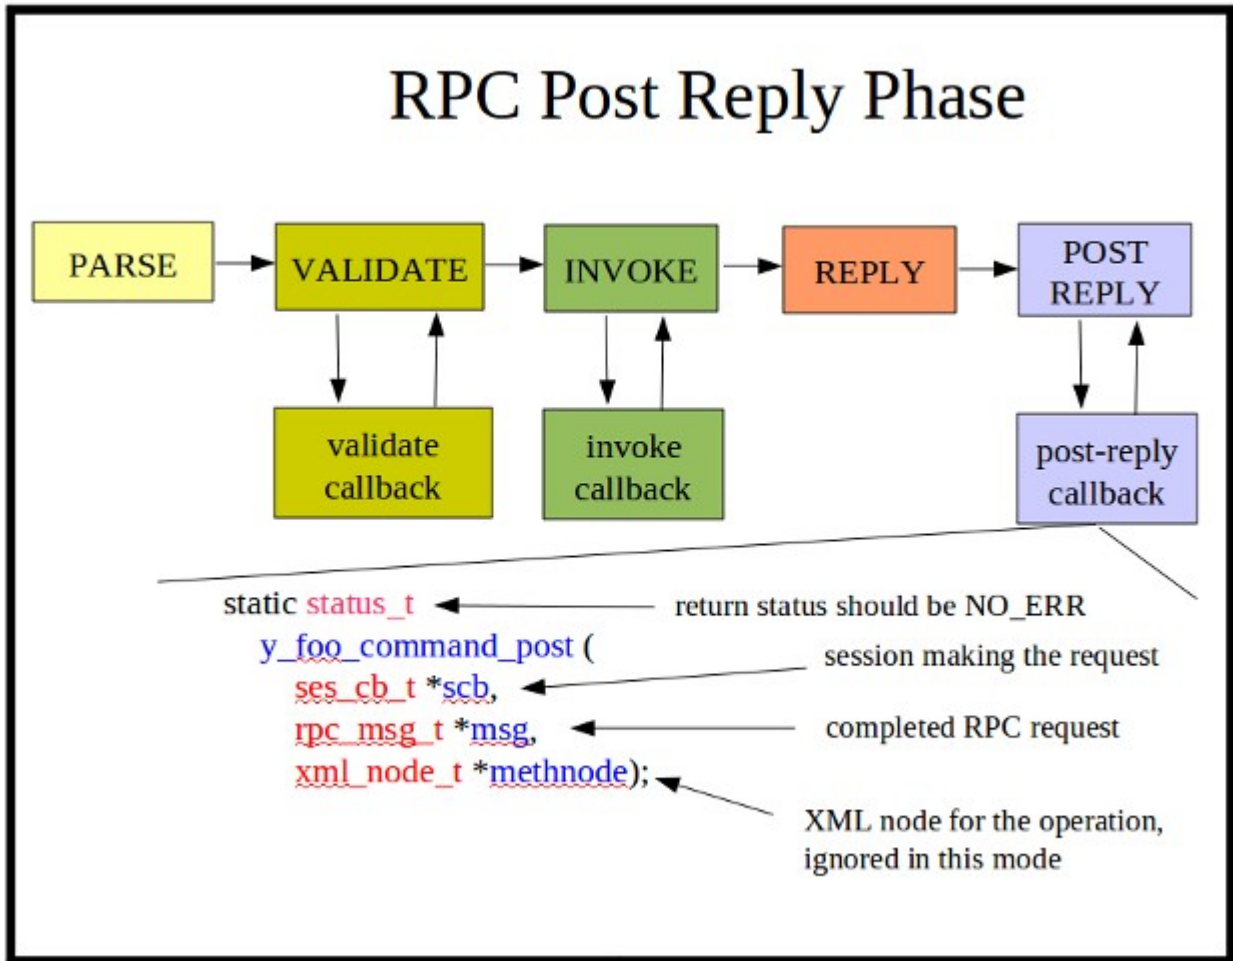 RPC Post Reply Phase
PARSE
VALIDATE
INVOKE
REPLY
POST
REPLY
validate
callback
invoke
callback
post-reply
callback
static status_t
return status should be NO_ERR
y_foo_command_post (
session making the request
ses_cb_t *scb,
rpc_msg_t *msg,
completed RPC request
xml_node_t *methnode);
XML node for the operation,
ignored in this mode